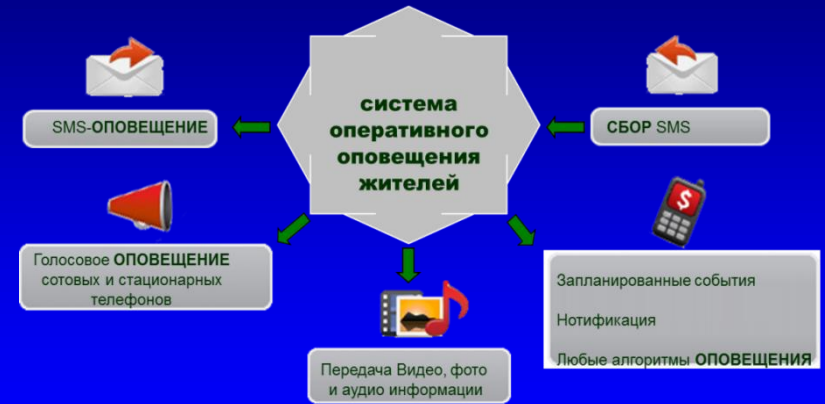 система
оперативного
оповещения
жителей
SMS-ОПОВЕЩЕНИЕ
СБОР SMS
Голосовое ОПОВЕЩЕНИЕ
сотовых и стационарных
телефонов
Передача Видео, фото
и аудио информации
Запланированные события
Нотификация
Любые алгоритмы ОПОВЕЩЕНИЯ
$